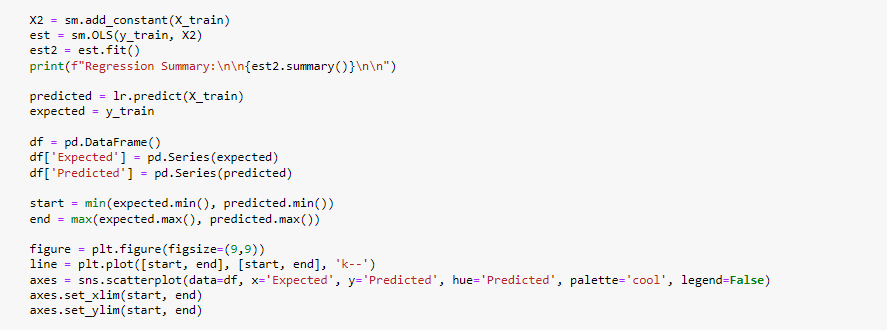 X2 = sm.add_constant(X_train)
est = sm.OLS(y_train, X2)
est2 = est.fit()
print(f"Regression Summary:\n\n{est2.summary()}\n\n")
predicted = lr.predict(X_train)
expected = y_train
df = pd.DataFrame()
df['Expected'] = pd.Series(expected)
df['Predicted'] = pd.Series(predicted)
start = min(expected.min(), predicted.min())
end = max(expected.max(), predicted.max())
figure = plt.figure(figsize=(9,9))
line = plt.plot([start, end], [start, end], 'k--')
axes = sns.scatterplot(data=df, x='Expected', y='Predicted', hue='Predicted', palette='cool', legend=False)
axes.set_xlim(start, end)
axes.set_ylim(start, end)